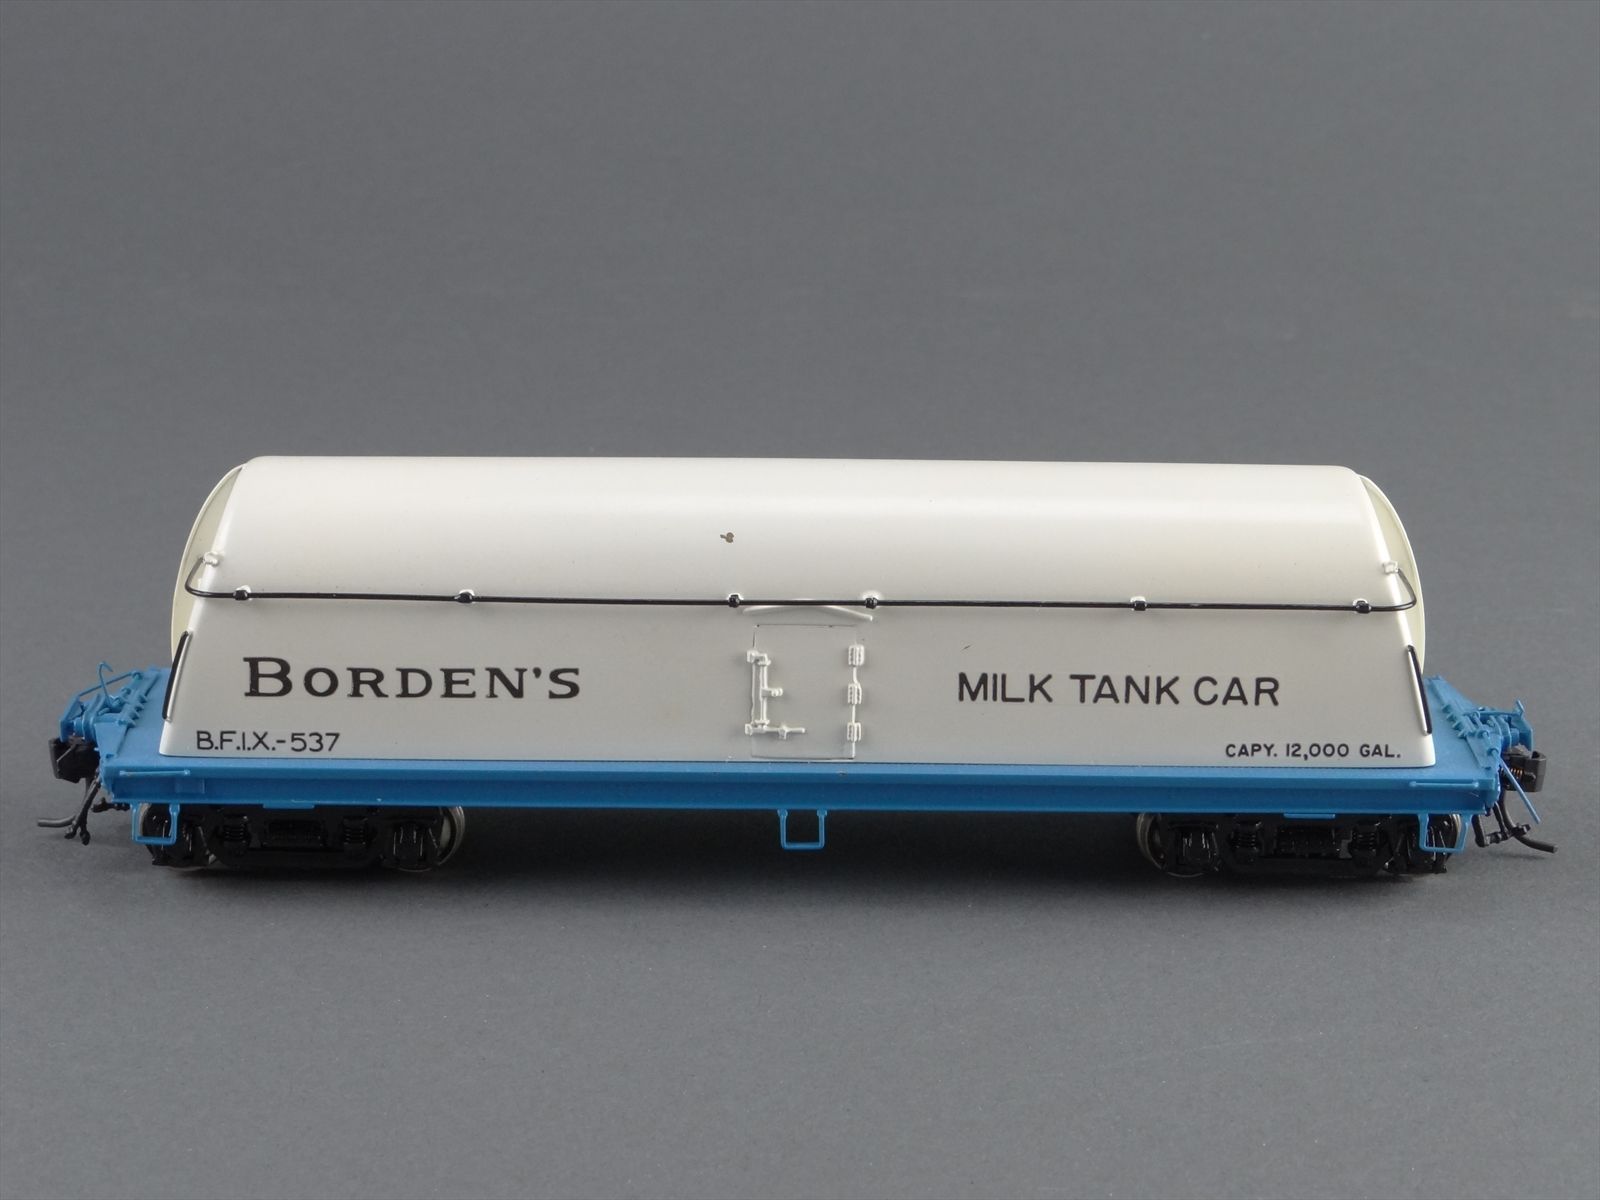 BORDEN'S
MILK TANK CAR
B.F.I.X.-537
CAPY. 12,000 GAL.